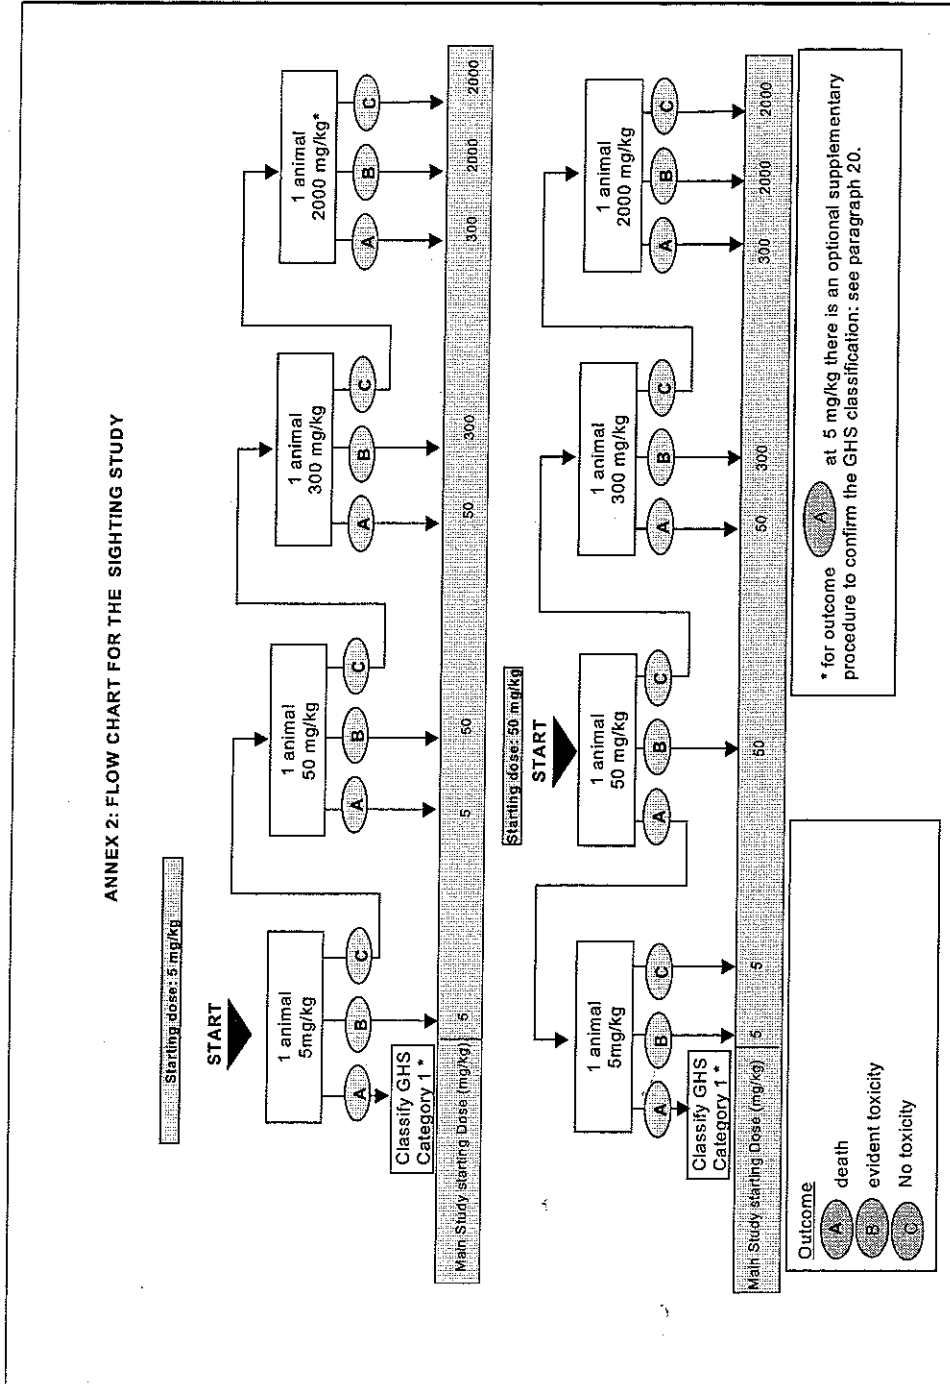 ANNEX 2: FLOW CHART FOR THE SIGHTING STUDY
Starting dose: 5 mg/kg
START
1 animal
5mg/kg
A
B
C
Classify GHS
Category 1 *
1 animal
50 mg/kg
A
B
C
1 animal
300 mg/kg
A
B
C
1 animal
2000 mg/kg*
A
B
C
Main Study starting Dose (mg/kg)
5
5
50
50
300
300
2000
2000
Starting dose: 50 mg/kg
START
1 animal
5mg/kg
A
B
C
Classify GHS
Category 1 *
1 animal
50 mg/kg
A
B
C
1 animal
300 mg/kg
A
B
C
1 animal
2000 mg/kg
A
B
C
Main Study starting Dose (mg/kg)
5
5
50
50
300
300
2000
2000
Outcome
A death
B evident toxicity
C No toxicity
* for outcome A at 5 mg/kg there is an optional supplementary
procedure to confirm the GHS classification: see paragraph 20.